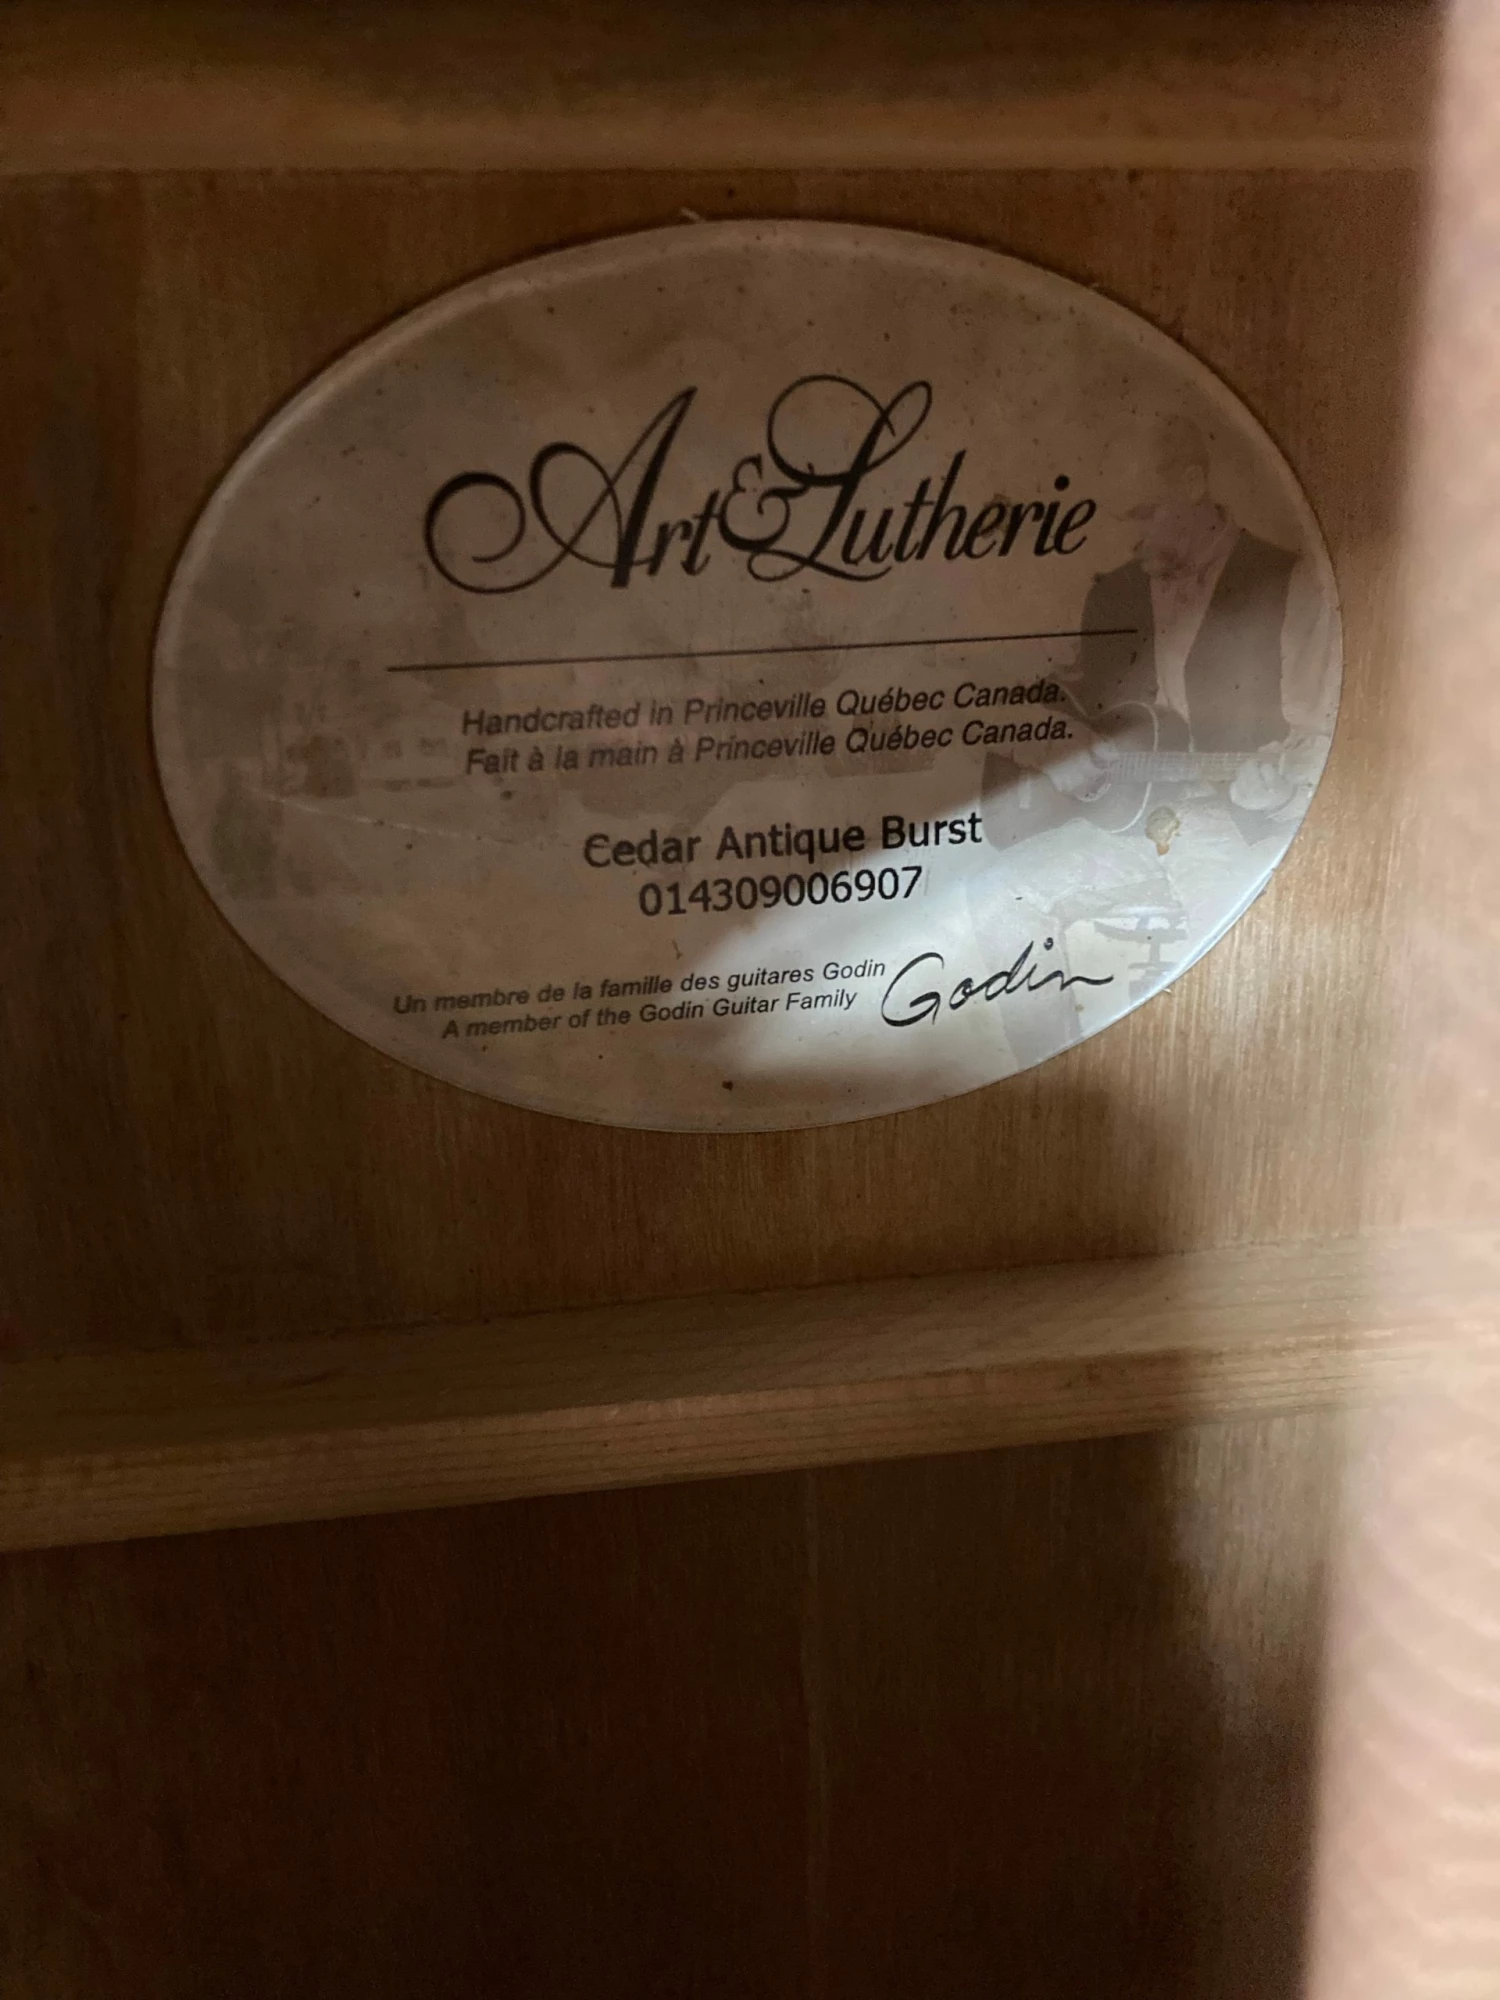 Art & Lutherie
Handcrafted in Princeville Québec Canada.
Fait à la main à Princeville Québec Canada.
Cedar Antique Burst
014309006907
Un membre de la famille des guitares Godin
A member of the Godin Guitar Family
Godin